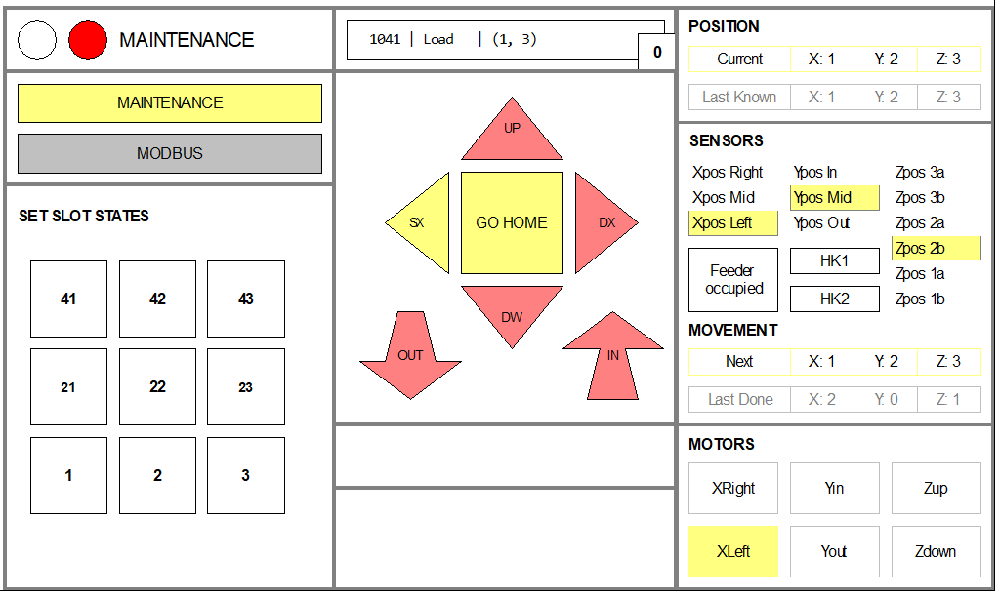 MAINTENANCE
MAINTENANCE
MODBUS
SET SLOT STATES
41 42 43
21 22 23
1 2 3
1041 | Load | (1, 3)
0
UP
SX GO HOME DX
DW
OUT IN
POSITION
Current X: 1 Y: 2 Z: 3
Last Known X: 1 Y: 2 Z: 3
SENSORS
Xpos Right Ypos In Zpos 3a
Xpos Mid Ypos Mid Zpos 3b
Xpos Left Ypos Out Zpos 2a
Zpos 2b
Feeder occupied HK1 Zpos 1a
HK2 Zpos 1b
MOVEMENT
Next X: 1 Y: 2 Z: 3
Last Done X: 2 Y: 0 Z: 1
MOTORS
XRight Yin Zup
XLeft Yout Zdown